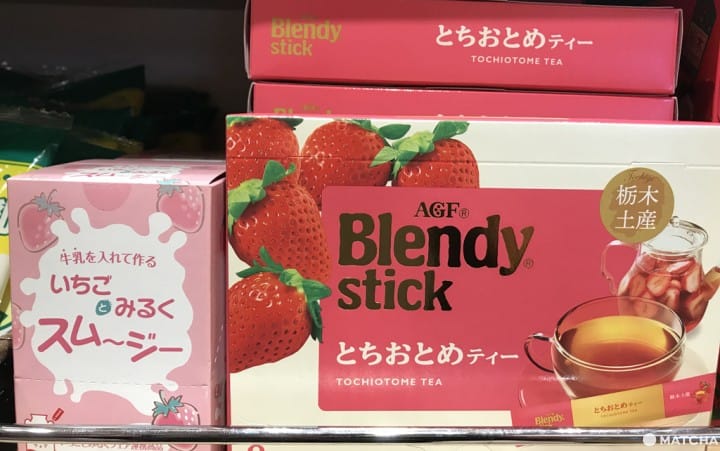 Blendy
stick
とちおとめティー
TOCHIOTOME TEA
牛乳を入れて作る
いちご
と
みるく
スム〜ジー
AGF®
Blendy®
stick
とちおとめティー
TOCHIOTOME TEA
Tochigi
栃木
土産
Blendy
とちおとめティー
栃木土産
MATCHA